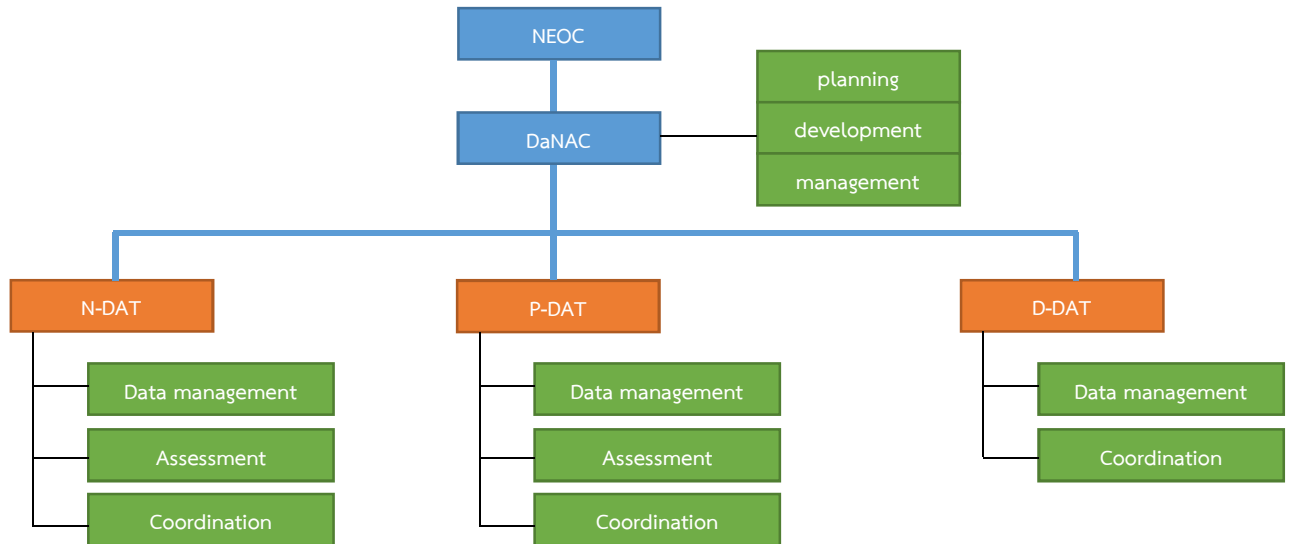 NEOC
DaNAC
planning
development
management
N-DAT
P-DAT
D-DAT
Data management
Assessment
Coordination
Data management
Assessment
Coordination
Data management
Coordination